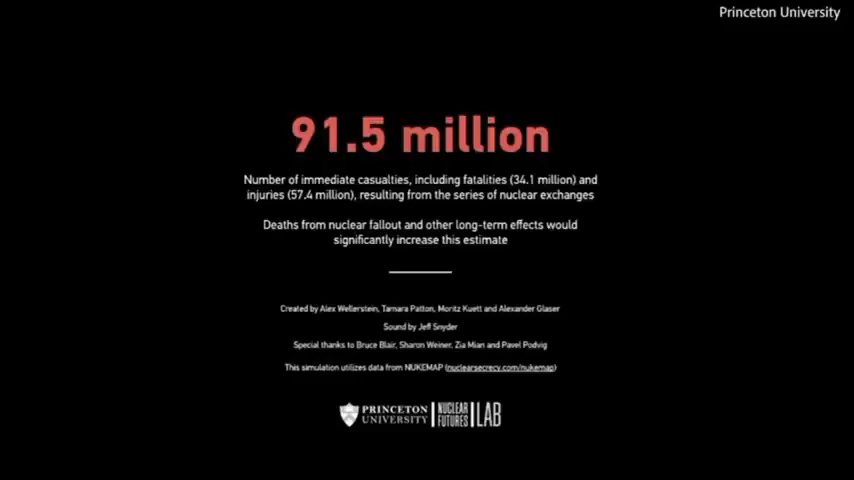 Princeton University
91.5 million
Number of immediate casualties, including fatalities (34.1 million) and
injuries (57.4 million), resulting from the series of nuclear exchanges
Deaths from nuclear fallout and other long-term effects would
significantly increase this estimate
Created by Alex Wellerstein, Tamara Patton, Moritz Kuett and Alexander Glaser
Sound by Jeff Snyder
Special thanks to Bruce Blair, Sharon Weiner, Zia Mian and Pavel Podvig
This simulation utilizes data from NUKEMAP (nuclearsecrecy.com/nukemap)
PRINCETON UNIVERSITY NUCLEAR FUTURES LAB